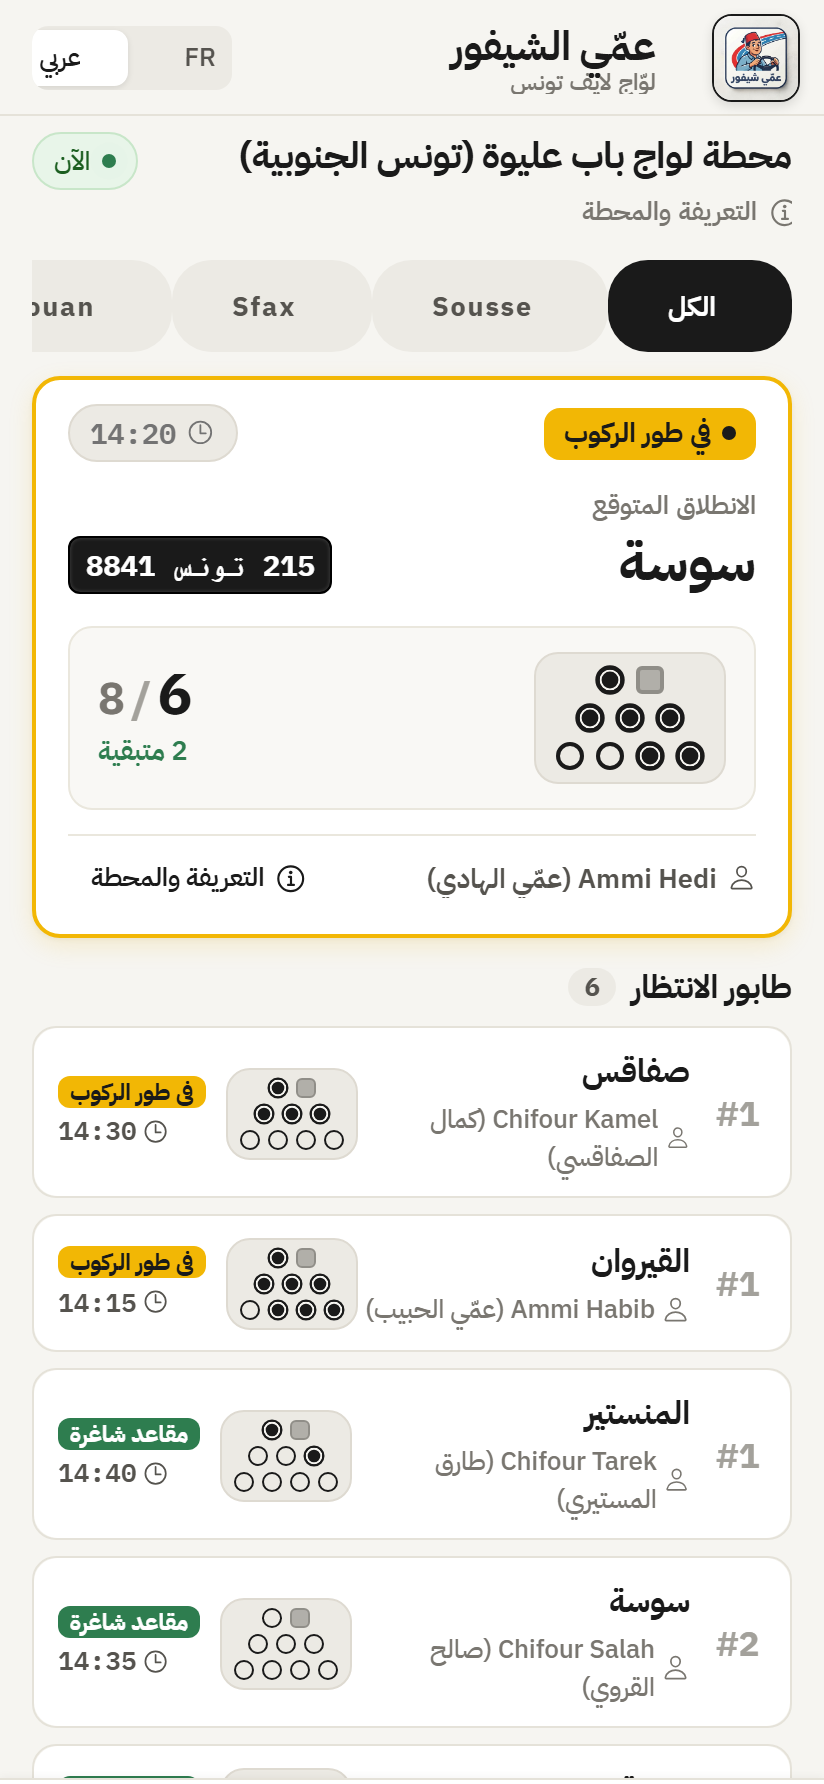 عمّي شيفور
عمّي الشيفور
لوّاج لايف تونس
FR
عربي
محطة لواج باب عليوة (تونس الجنوبية)
الآن
التعريفة والمحطة
الكل
Sousse
Sfax
ouan
في طور الركوب
14:20
الانطلاق المتوقع
سوسة
215 تونس 8841
6/8
2 متبقية
Ammi Hedi (عمّي الهادي)
التعريفة والمحطة
طابور الانتظار 6
#1
صفاقس
Chifour Kamel (كمال
الصفاقسي)
في طور الركوب
14:30
#1
القيروان
Ammi Habib (عمّي الحبيب)
في طور الركوب
14:15
#1
المنستير
Chifour Tarek (طارق
المستيري)
مقاعد شاغرة
14:40
#2
سوسة
Chifour Salah (صالح
القروي)
مقاعد شاغرة
14:35